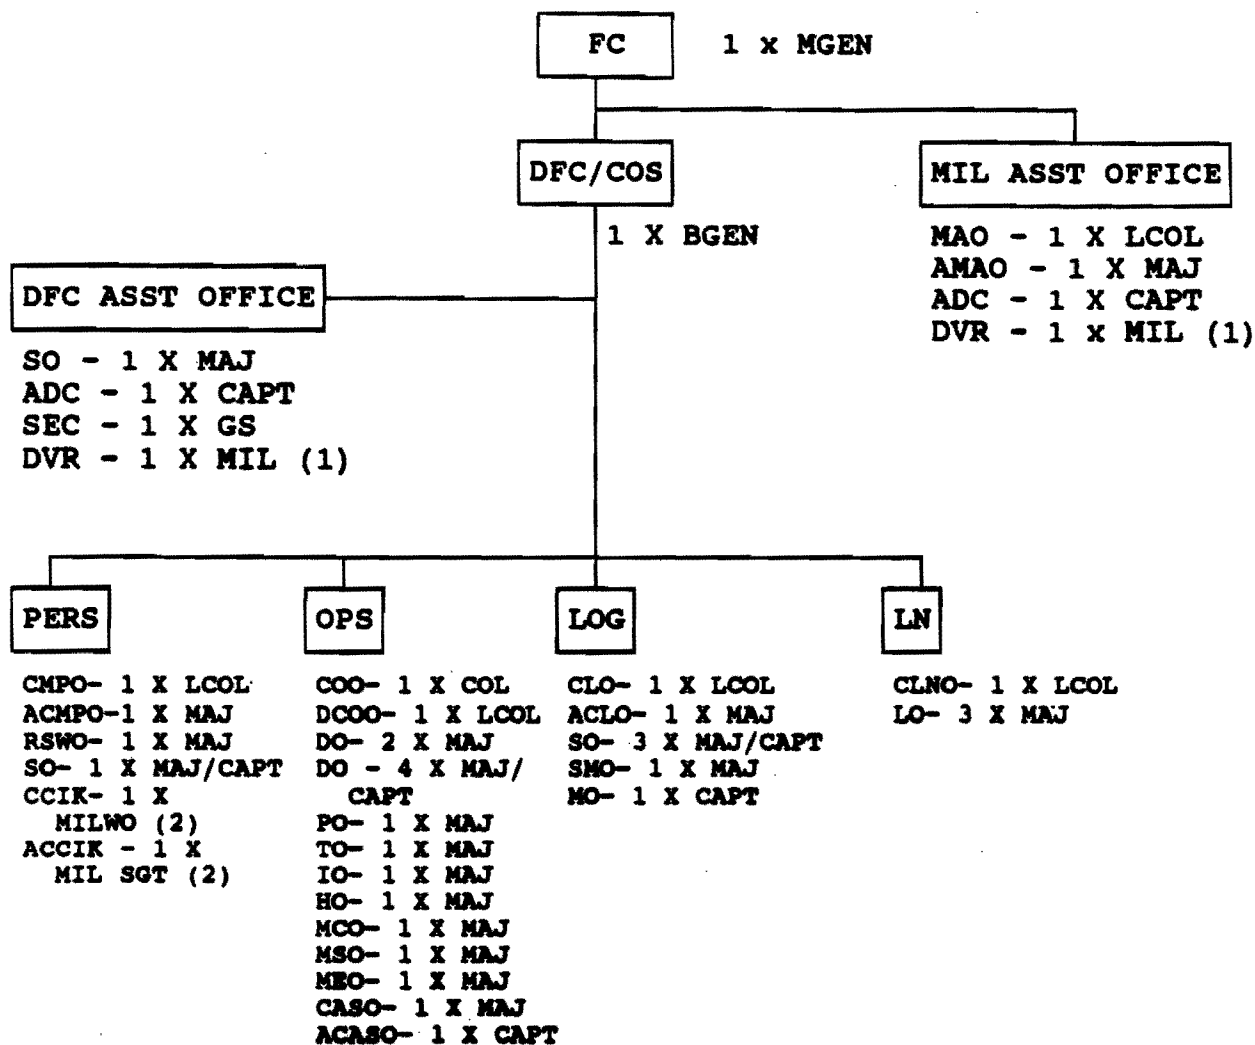 FC
1 x MGEN
DFC/COS
1 X BGEN
MIL ASST OFFICE
MAO - 1 X LCOL
AMAO - 1 X MAJ
ADC - 1 X CAPT
DVR - 1 x MIL (1)
DFC ASST OFFICE
SO - 1 X MAJ
ADC - 1 X CAPT
SEC - 1 X GS
DVR - 1 X MIL (1)
PERS
CMPO- 1 X LCOL
ACMPO-1 X MAJ
RSWO- 1 X MAJ
SO- 1 X MAJ/CAPT
CCIK- 1 X
MILWO (2)
ACCIK - 1 X
MIL SGT (2)
OPS
COO- 1 X COL
DCOO- 1 X LCOL
DO- 2 X MAJ
DO - 4 X MAJ/
CAPT
PO- 1 X MAJ
TO- 1 X MAJ
IO- 1 X MAJ
HO- 1 X MAJ
MCO- 1 X MAJ
MSO- 1 X MAJ
MEO- 1 X MAJ
CASO- 1 X MAJ
ACASO- 1 X CAPT
LOG
CLO- 1 X LCOL
ACLO- 1 X MAJ
SO- 3 X MAJ/CAPT
SMO- 1 X MAJ
MO- 1 X CAPT
LN
CLNO- 1 X LCOL
LO- 3 X MAJ